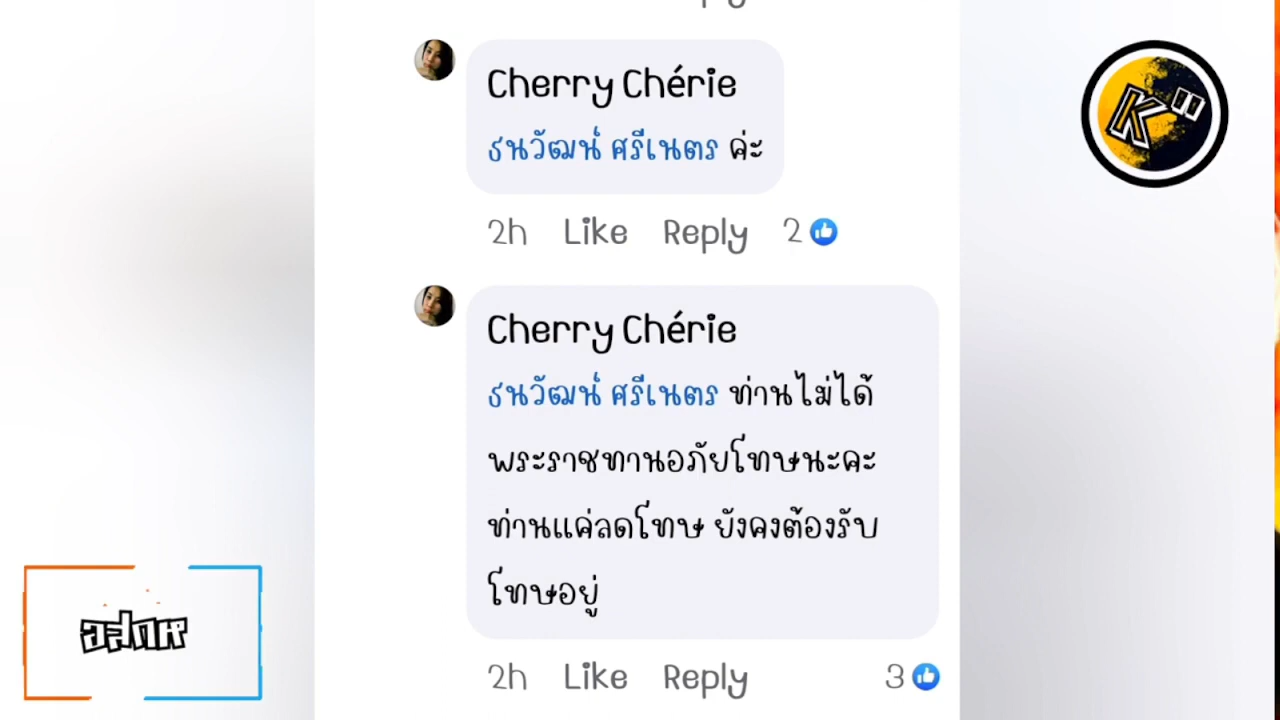 Cherry Chérie
ธนวัฒน์ ศรีเนตร ค่ะ
2h Like Reply 2
K"
Cherry Chérie
ธนวัฒน์ ศรีเนตร ท่านไม่ได้
พระราชทานอภัยโทษนะคะ
ท่านแค่ลดโทษ ยังคงต้องรับ
โทษอยู่
2h Like Reply 3
อสกห